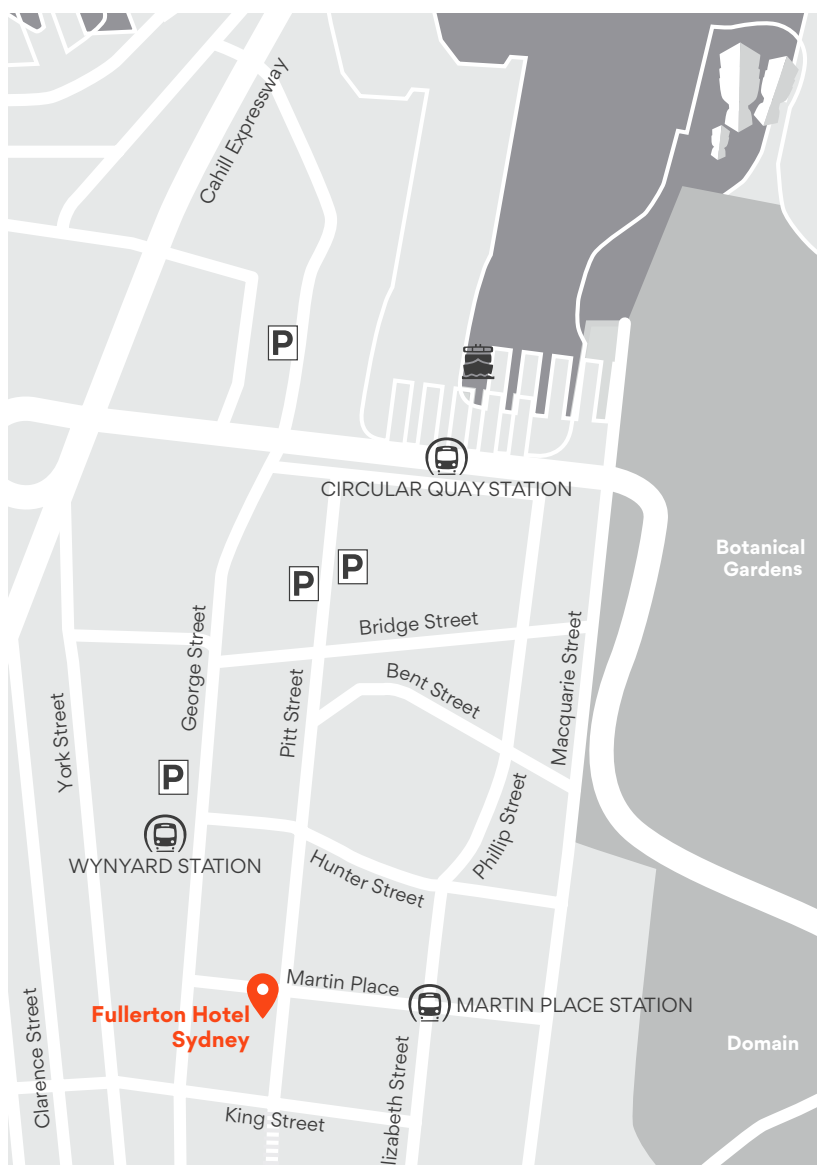 Cahill Expressway
P
CIRCULAR QUAY STATION
Botanical
Gardens
P
P
Bridge Street
George Street
Macquarie Street
Bent Street
Pitt Street
York Street
P
Phillip Street
WYNYARD STATION
Hunter Street
Martin Place
MARTIN PLACE STATION
Fullerton Hotel
Sydney
Clarence Street
Domain
lizabeth Street
King Street